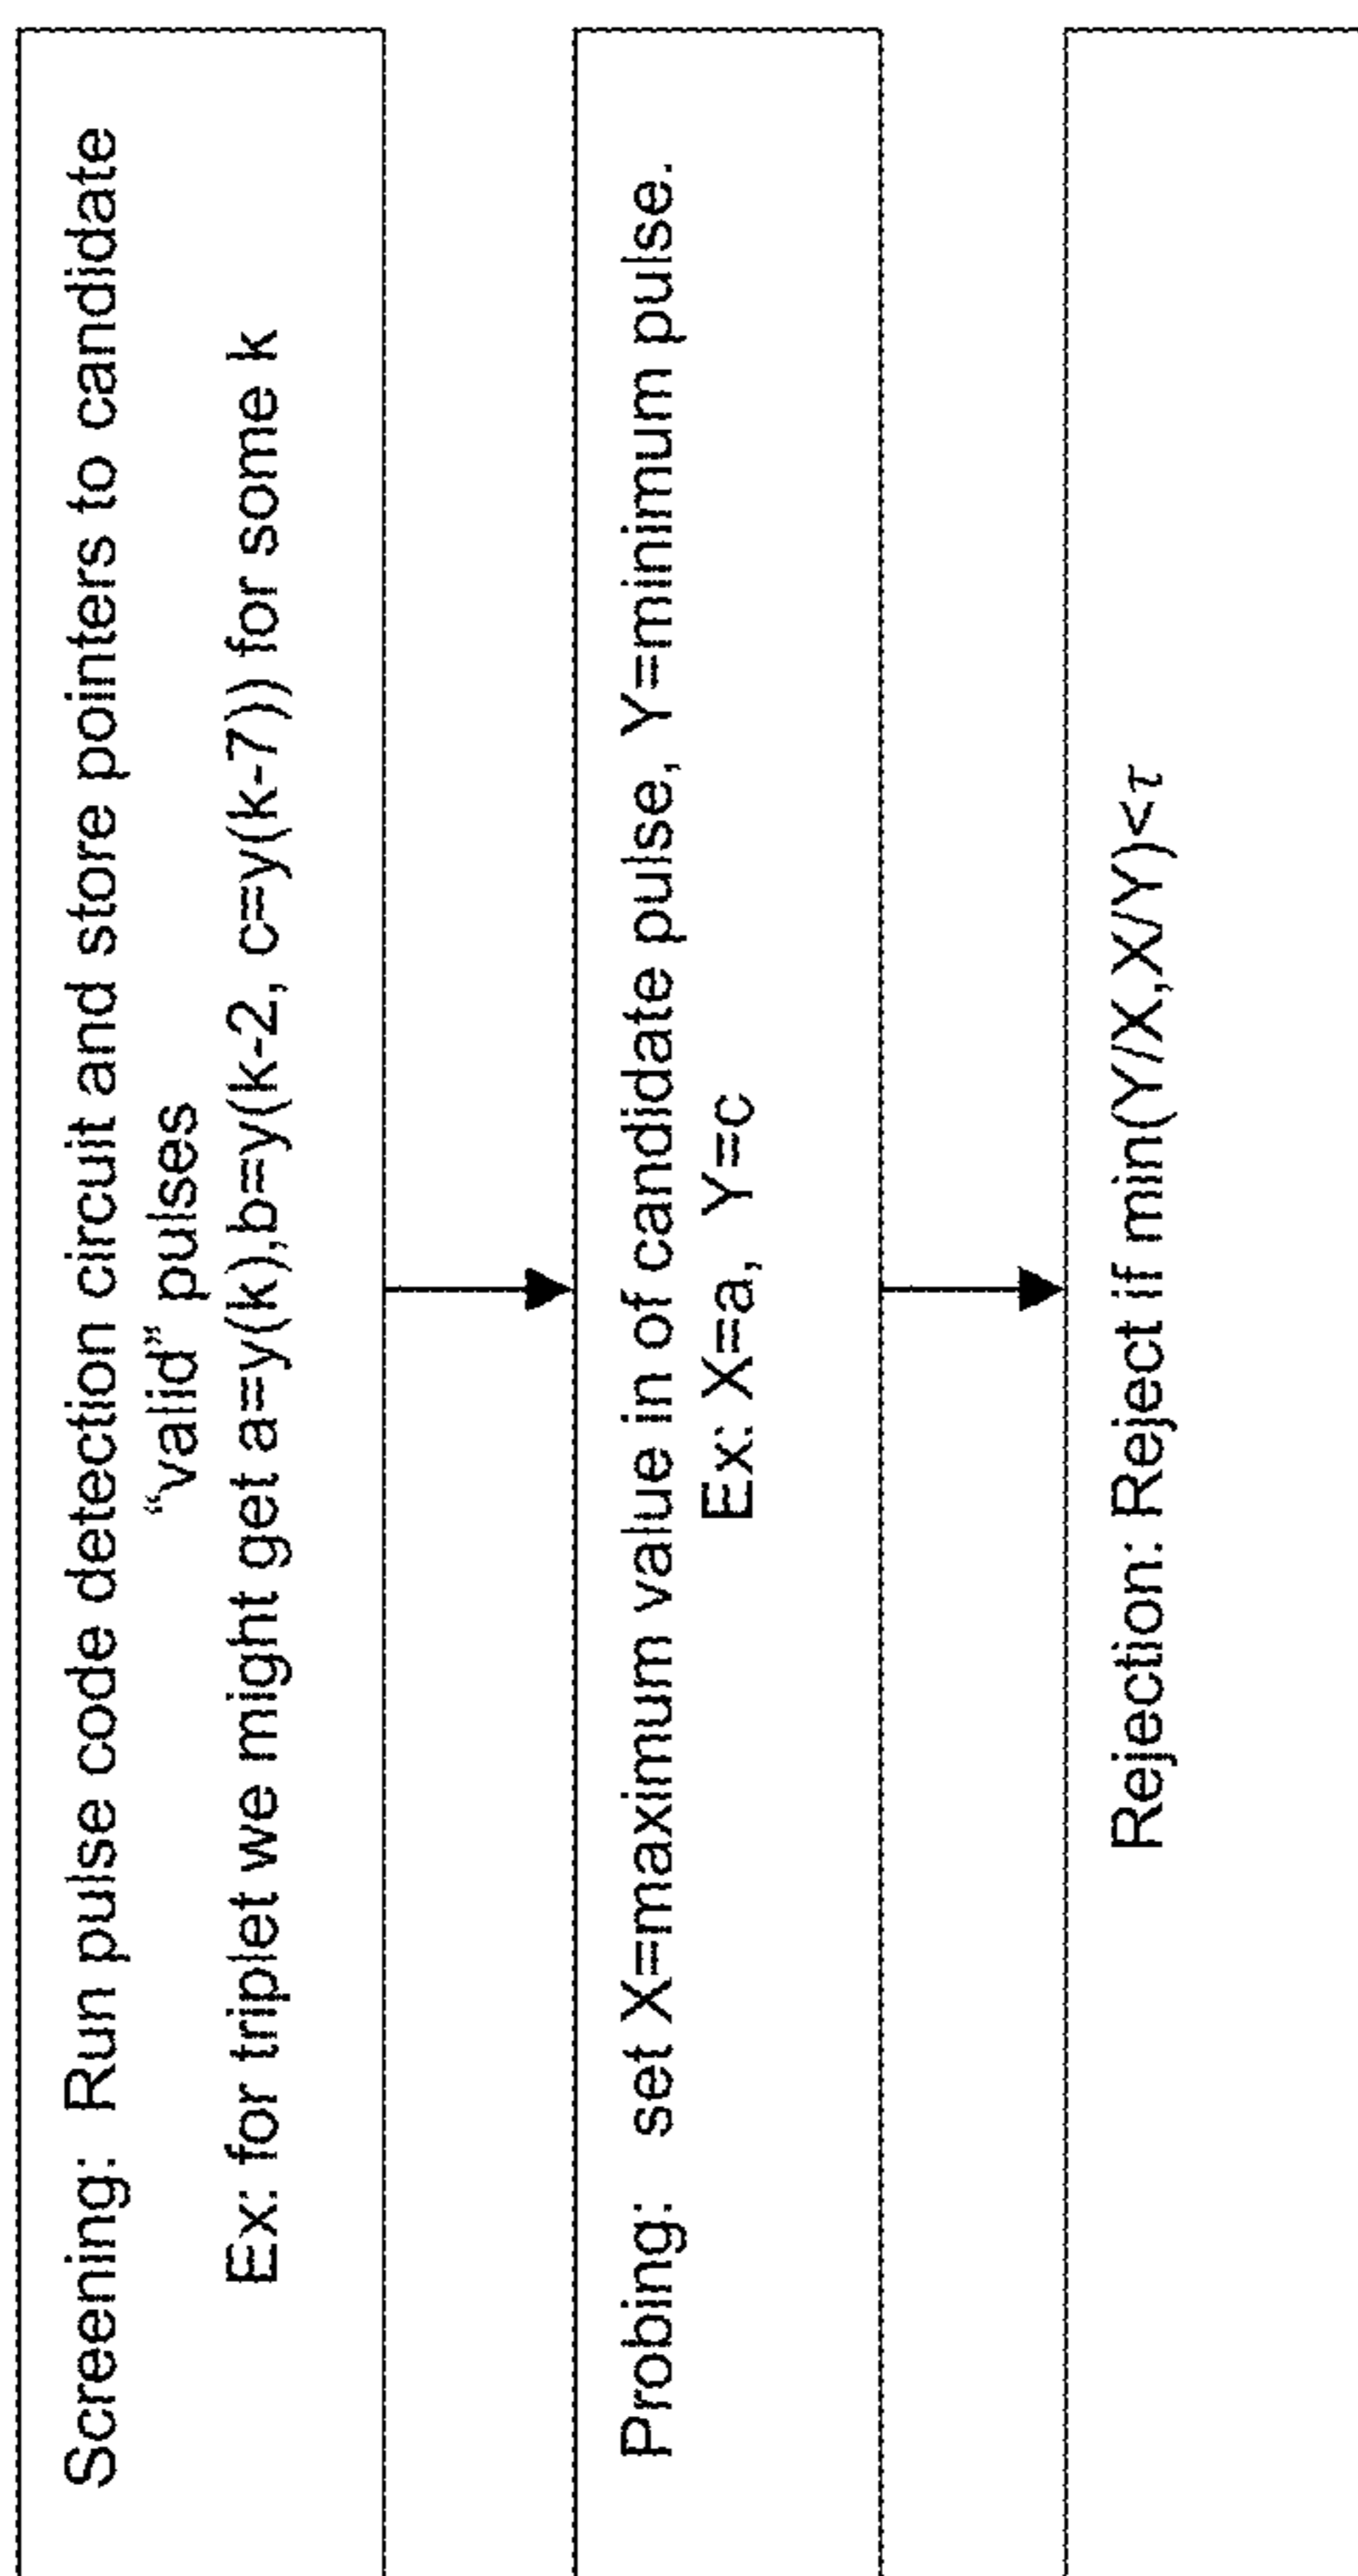 Screening: Run pulse code detection circuit and store pointers to candidate
“valid” pulses
Ex: for triplet we might get a=y(k),b=y(k-2, c=y(k-7)) for some k
Probing: set X=maximum value in of candidate pulse, Y=minimum pulse.
Ex: X=a, Y=c
Rejection: Reject if min(Y/X,X/Y)<τ